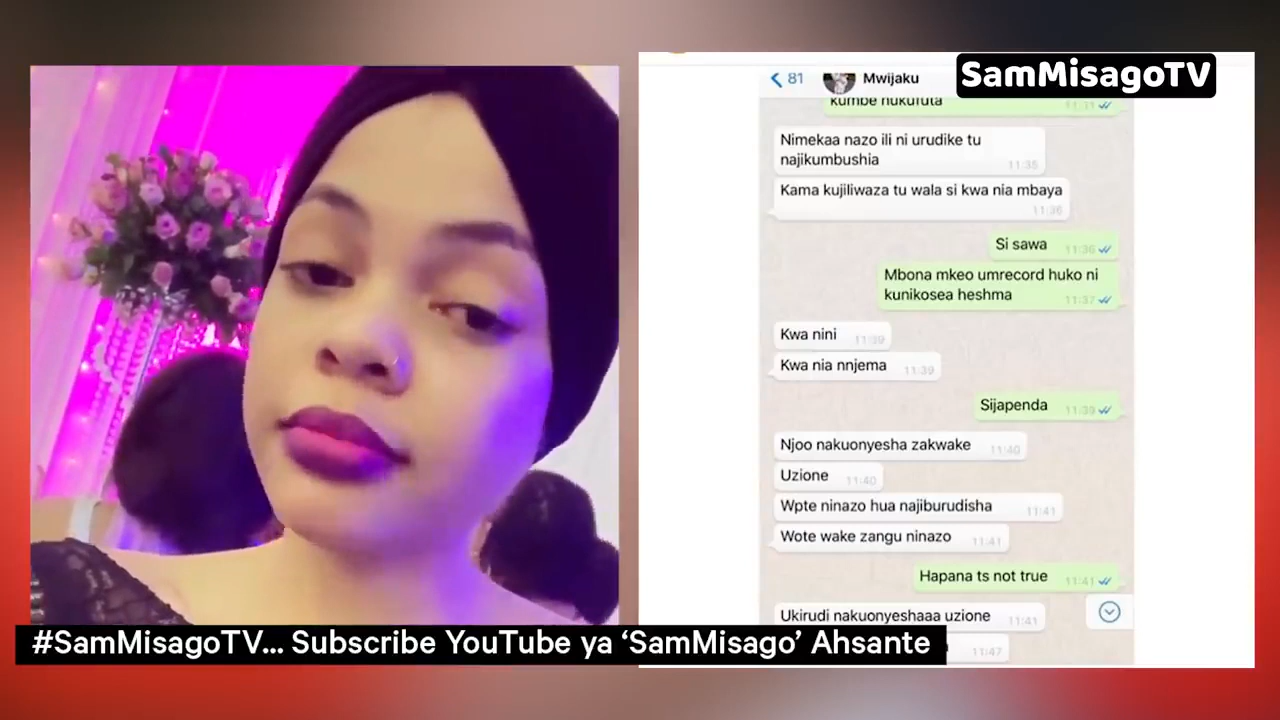 SamMisagoTV
81 Mwijaku
kumbe hukufuta 11:31
Nimekaa nazo ili ni urudike tu
najikumbushia 11:35
Kama kujiliwaza tu wala si kwa nia mbaya
11:36
Si sawa 11:36
Mbona mkeo umrecord huko ni
kunikosea heshma 11:37
Kwa nini 11:39
Kwa nia nnjema 11:39
Sijapenda 11:39
Njoo nakuonyesha zakwake 11:40
Uzione 11:40
Wpte ninazo hua najiburudisha 11:41
Wote wake zangu ninazo 11:41
Hapana ts not true 11:41
Ukirudi nakuonyeshaaa uzione 11:41
11:47
#SamMisagoTV... Subscribe YouTube ya ‘SamMisago’ Ahsante